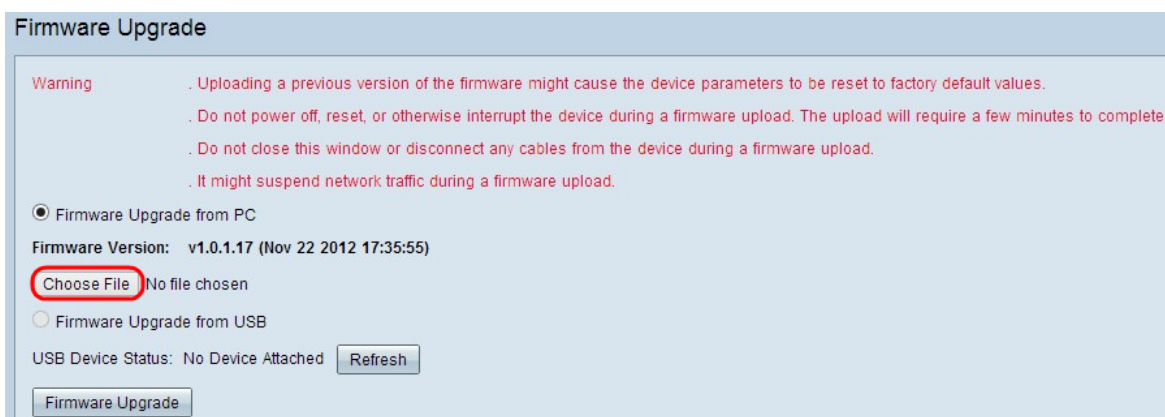 Firmware Upgrade
Warning . Uploading a previous version of the firmware might cause the device parameters to be reset to factory default values.
. Do not power off, reset, or otherwise interrupt the device during a firmware upload. The upload will require a few minutes to complete
. Do not close this window or disconnect any cables from the device during a firmware upload.
. It might suspend network traffic during a firmware upload.
Firmware Upgrade from PC
Firmware Version: v1.0.1.17 (Nov 22 2012 17:35:55)
Choose File No file chosen
Firmware Upgrade from USB
USB Device Status: No Device Attached Refresh
Firmware Upgrade